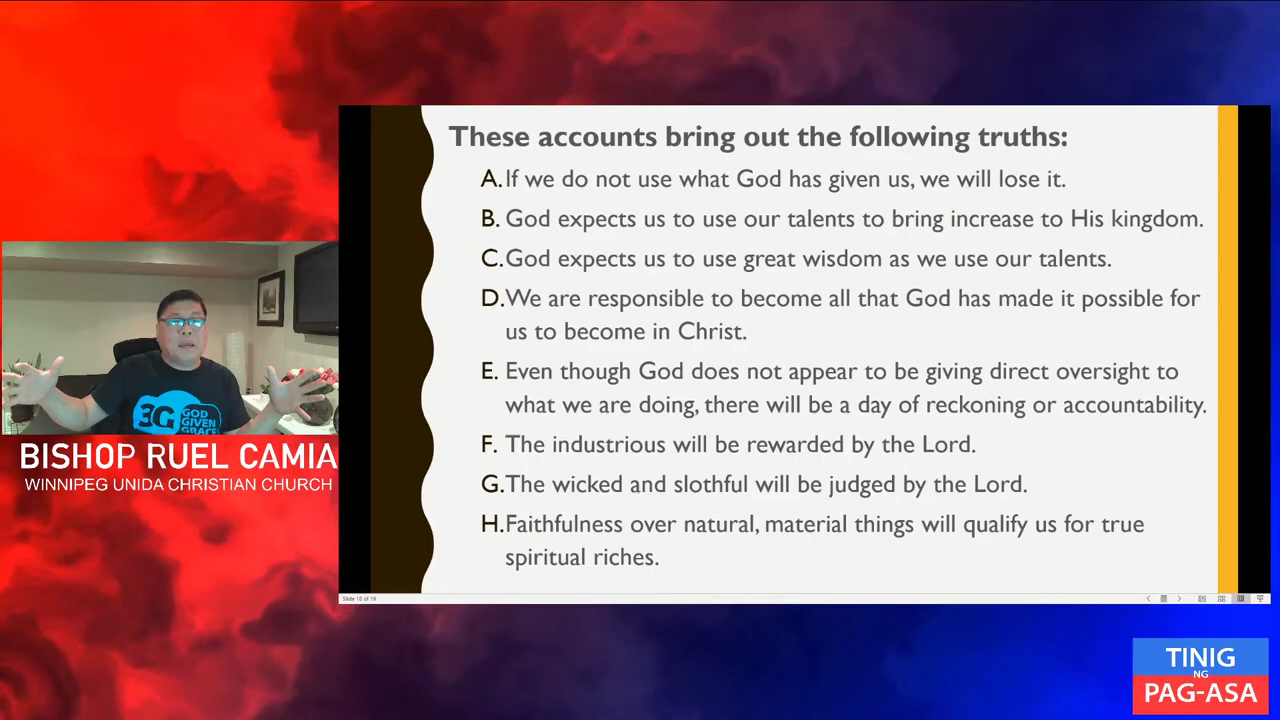 These accounts bring out the following truths:
A. If we do not use what God has given us, we will lose it.
B. God expects us to use our talents to bring increase to His kingdom.
C. God expects us to use great wisdom as we use our talents.
D. We are responsible to become all that God has made it possible for
us to become in Christ.
E. Even though God does not appear to be giving direct oversight to
what we are doing, there will be a day of reckoning or accountability.
F. The industrious will be rewarded by the Lord.
G. The wicked and slothful will be judged by the Lord.
H. Faithfulness over natural, material things will qualify us for true
spiritual riches.
Slide 18 of 19
3G GOD
GIVEN
GRACE
BISHOP RUEL CAMIA
WINNIPEG UNIDA CHRISTIAN CHURCH
TINIG
NG
PAG-ASA